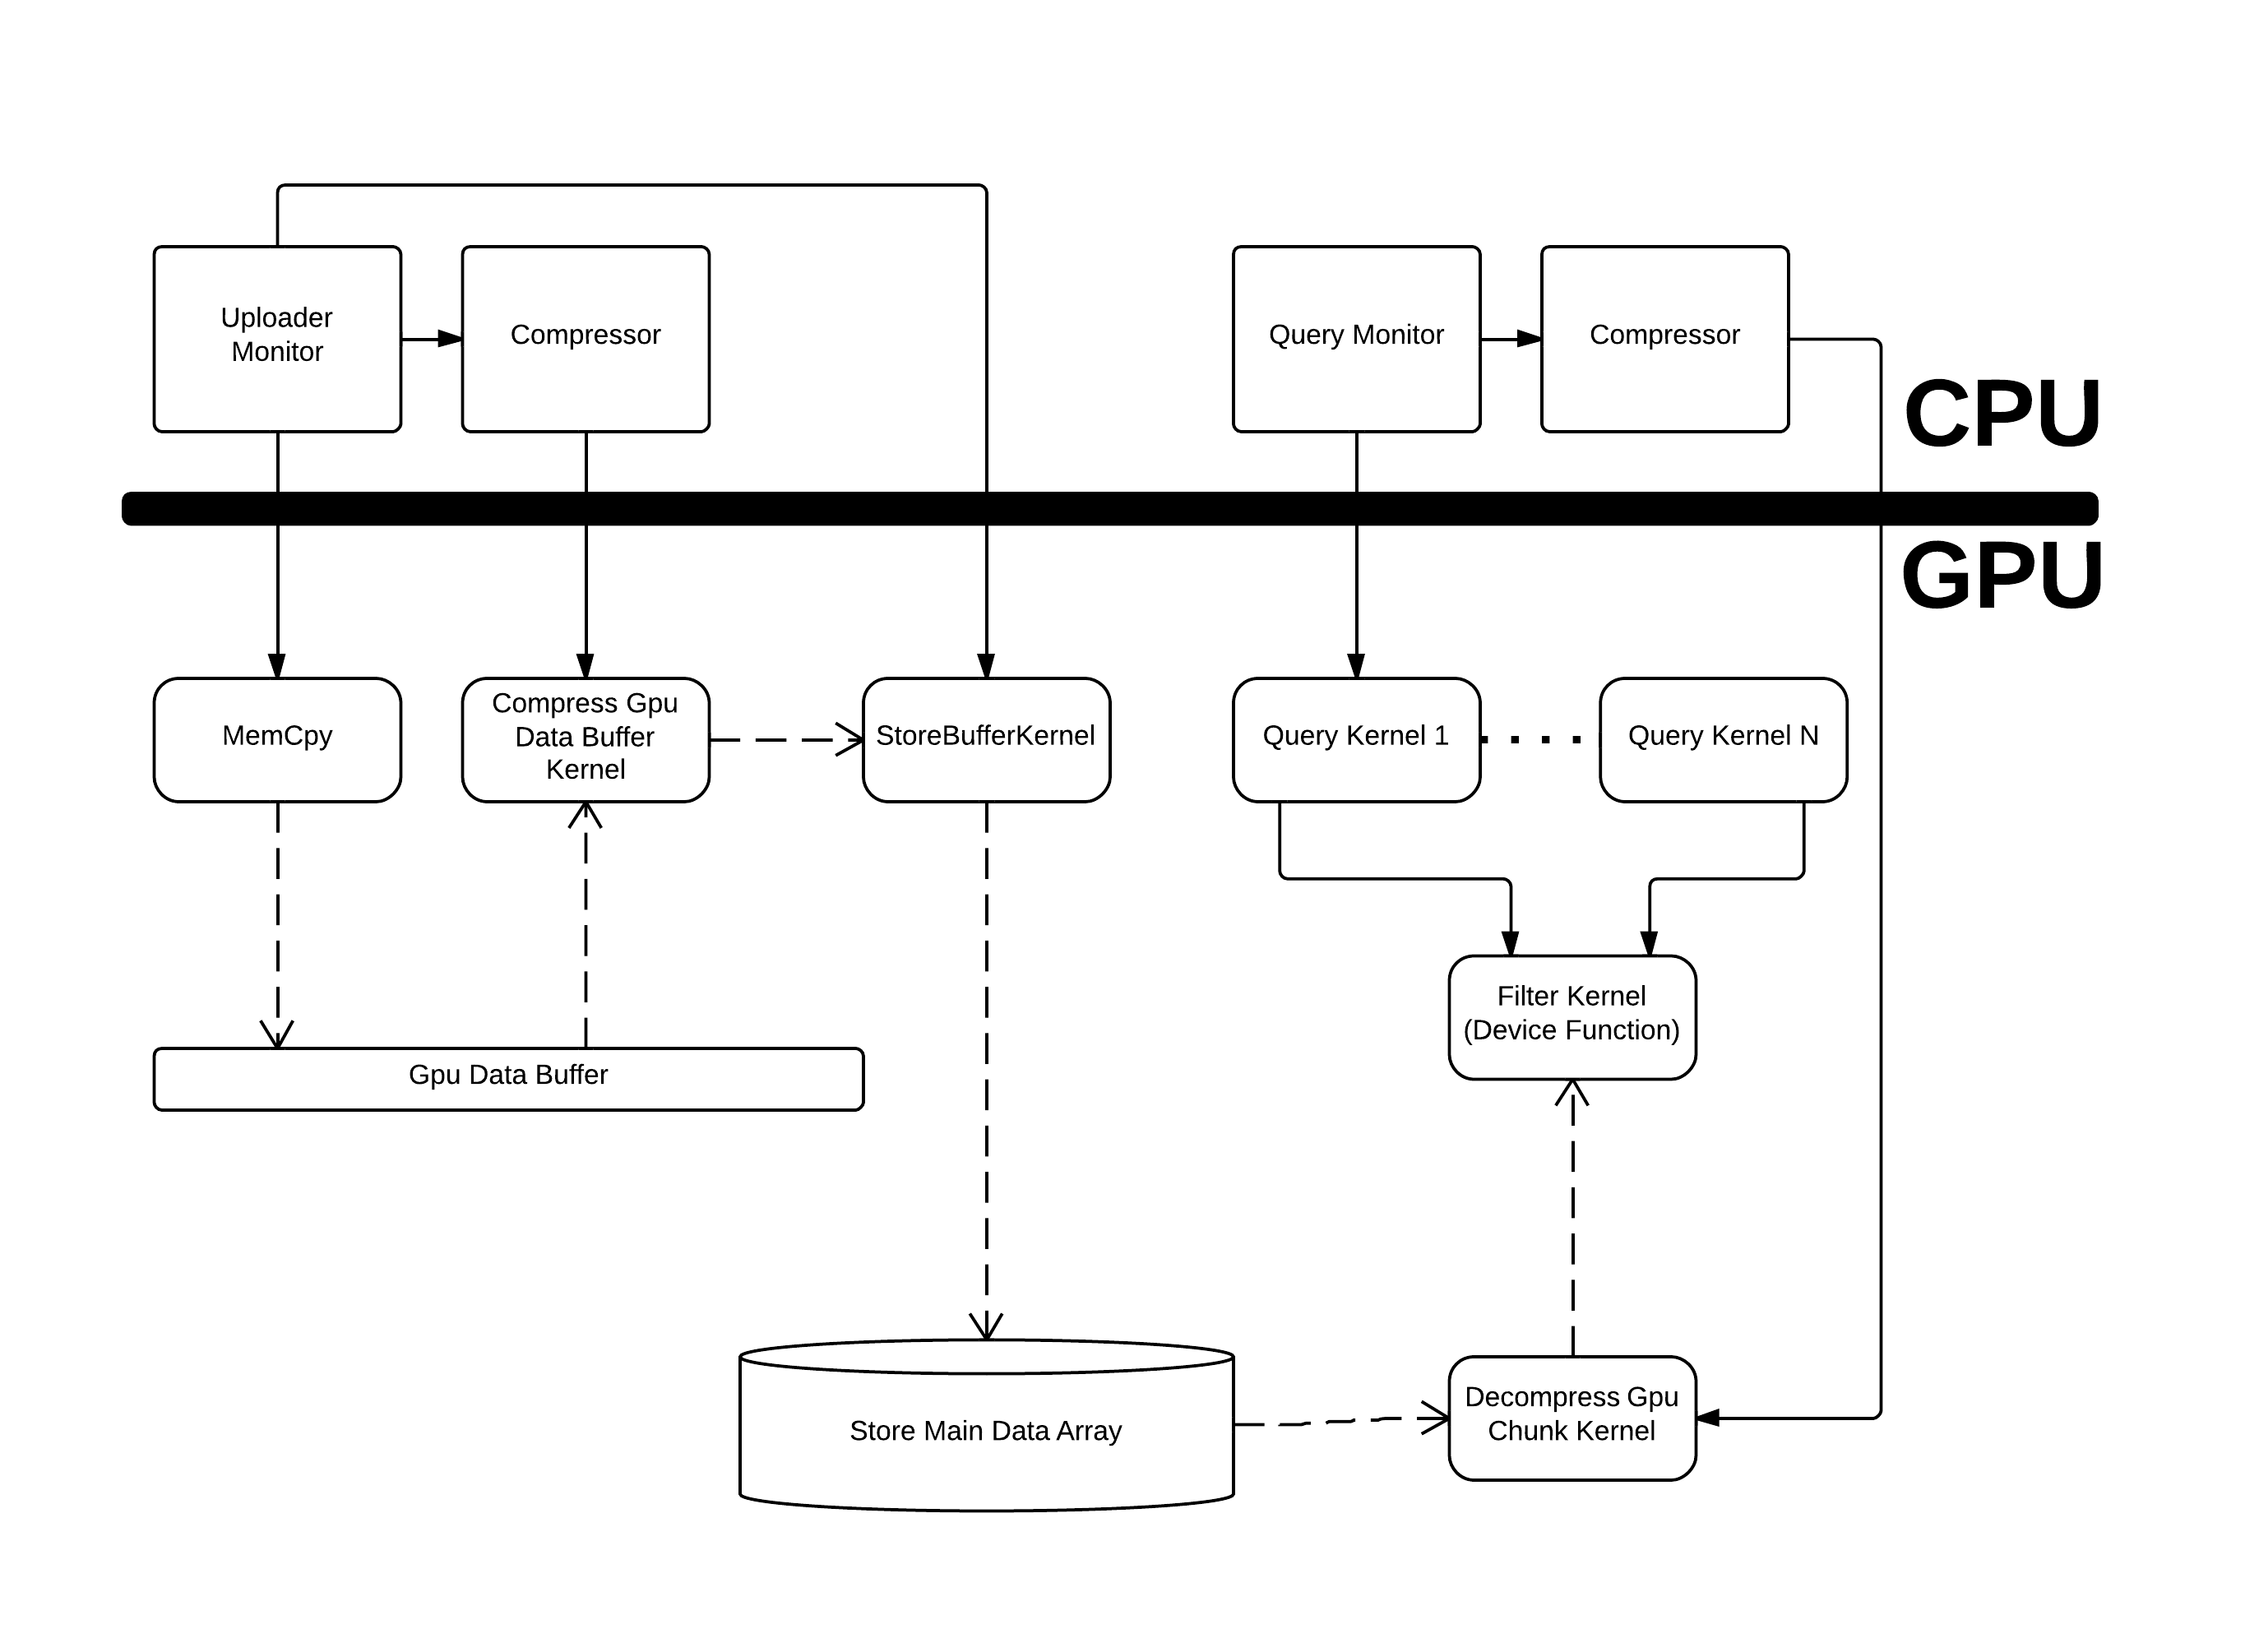 Uploader
Monitor
Compressor
Query Monitor
Compressor
CPU
GPU
MemCpy
Compress Gpu
Data Buffer
Kernel
StoreBufferKernel
Query Kernel 1
Query Kernel N
Filter Kernel
(Device Function)
Gpu Data Buffer
Store Main Data Array
Decompress Gpu
Chunk Kernel